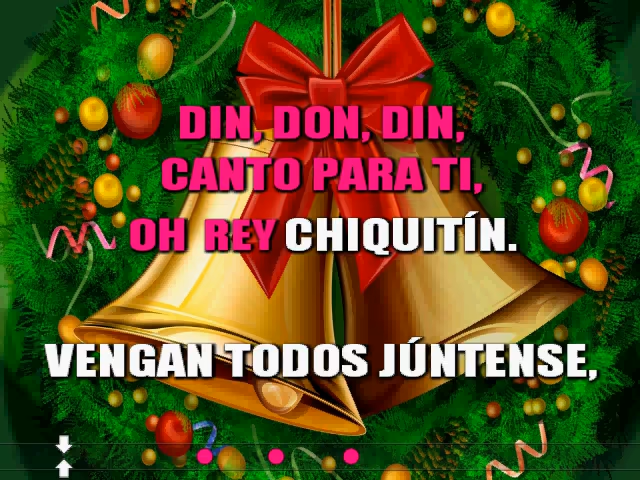 DIN, DON, DIN,
CANTO PARA TI,
OH REY CHIQUITÍN.
VENGAN TODOS JÚNTENSE,